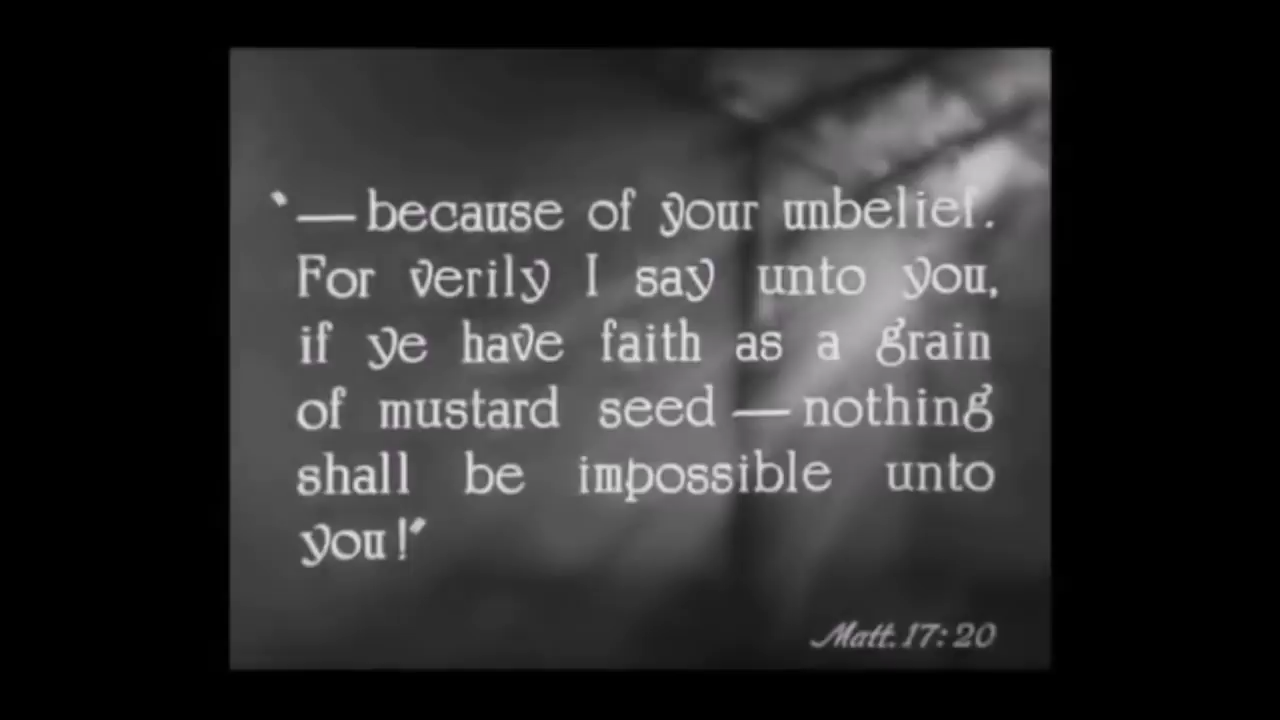 "—because of your unbelief.
For verily I say unto you,
if ye have faith as a grain
of mustard seed—nothing
shall be impossible unto
you!"
Matt. 17:20